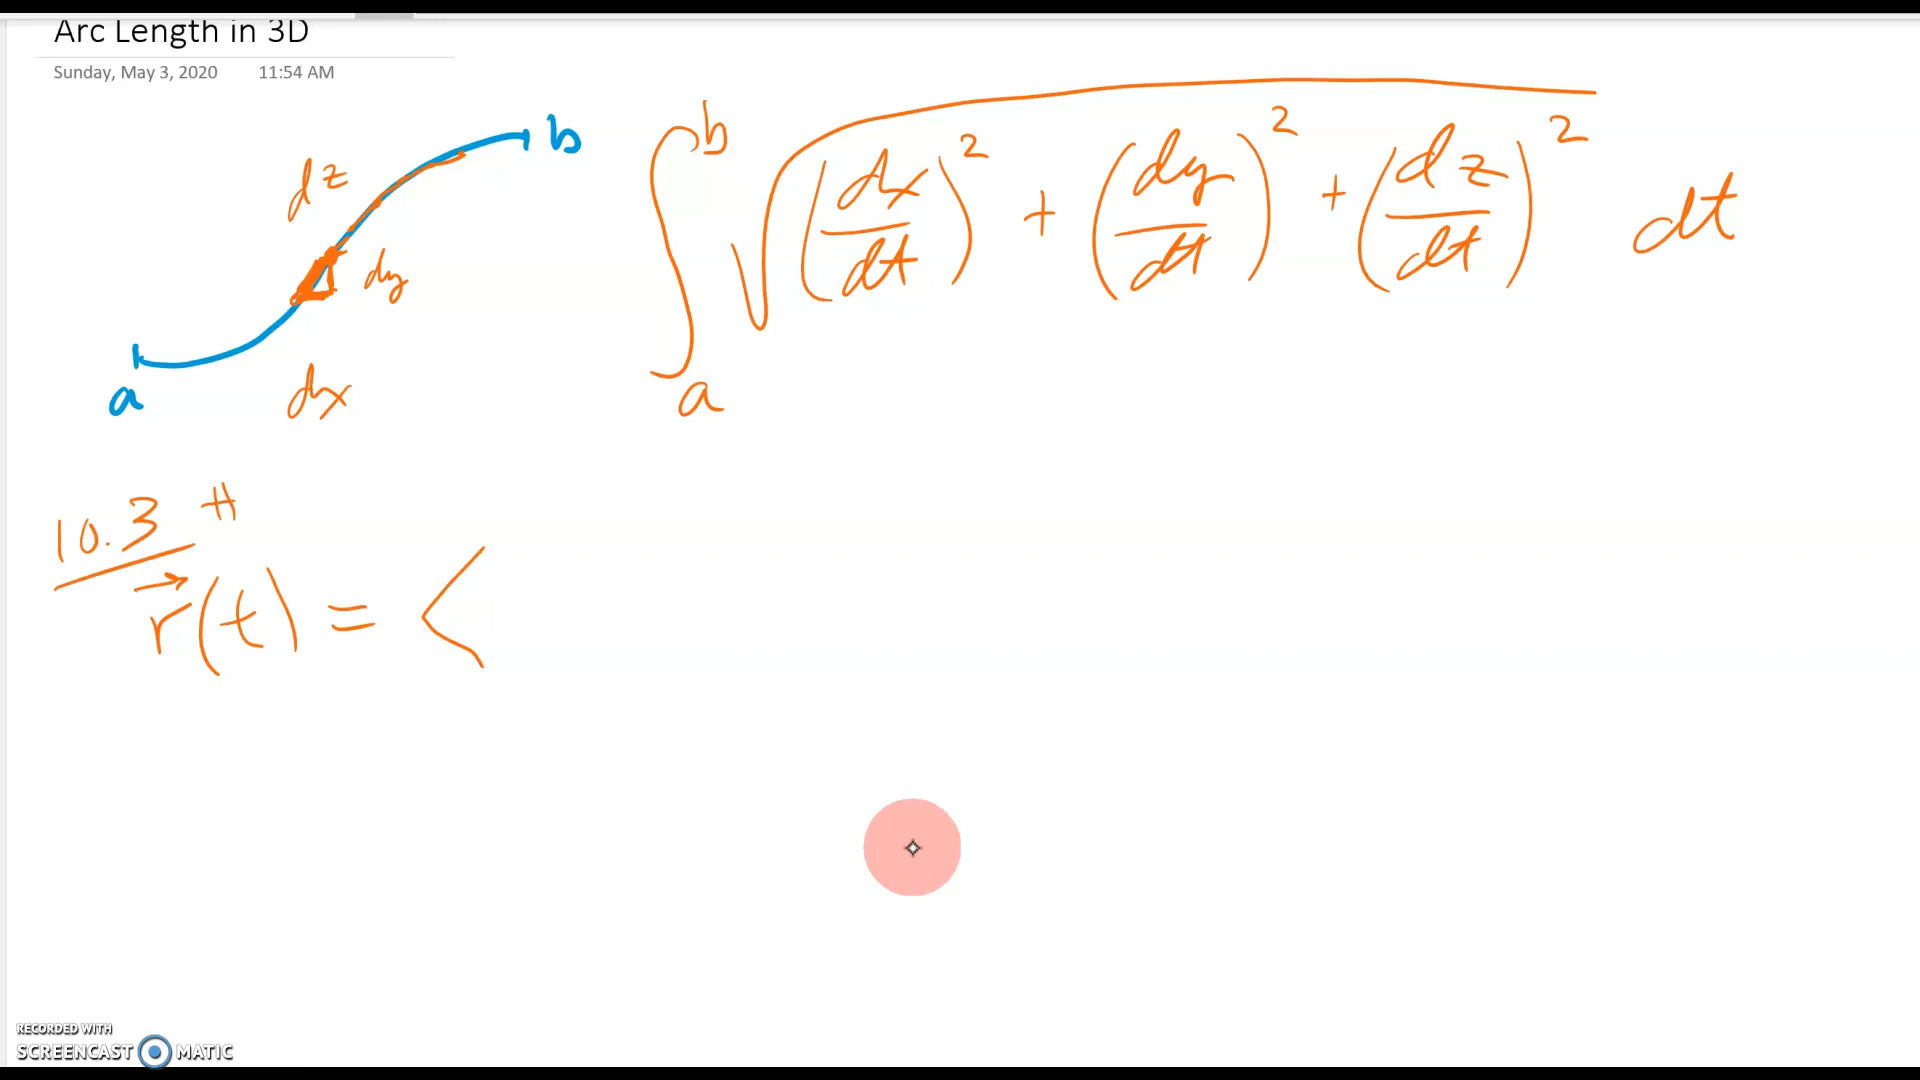 Arc Length in 3D
Sunday, May 3, 2020 11:54 AM
b
dz
dy
a
dx
∫_a^b √((dx/dt)^2 + (dy/dt)^2 + (dz/dt)^2) dt
10.3 #
r⃗(t) = <
RECORDED WITH
SCREENCAST MATIC